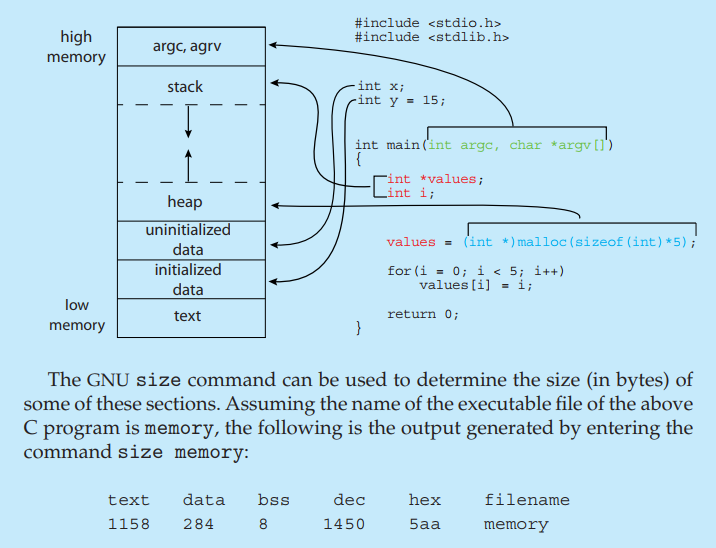 high
memory
argc, agrv
stack
heap
uninitialized
data
initialized
data
text
low
memory
#include <stdio.h>
#include <stdlib.h>
int x;
int y = 15;
int main(int argc, char *argv[])
{
int *values;
int i;
values = (int *)malloc(sizeof(int)*5);
for(i = 0; i < 5; i++)
values[i] = i;
return 0;
}
The GNU size command can be used to determine the size (in bytes) of
some of these sections. Assuming the name of the executable file of the above
C program is memory, the following is the output generated by entering the
command size memory:
text data bss dec hex filename
1158 284 8 1450 5aa memory